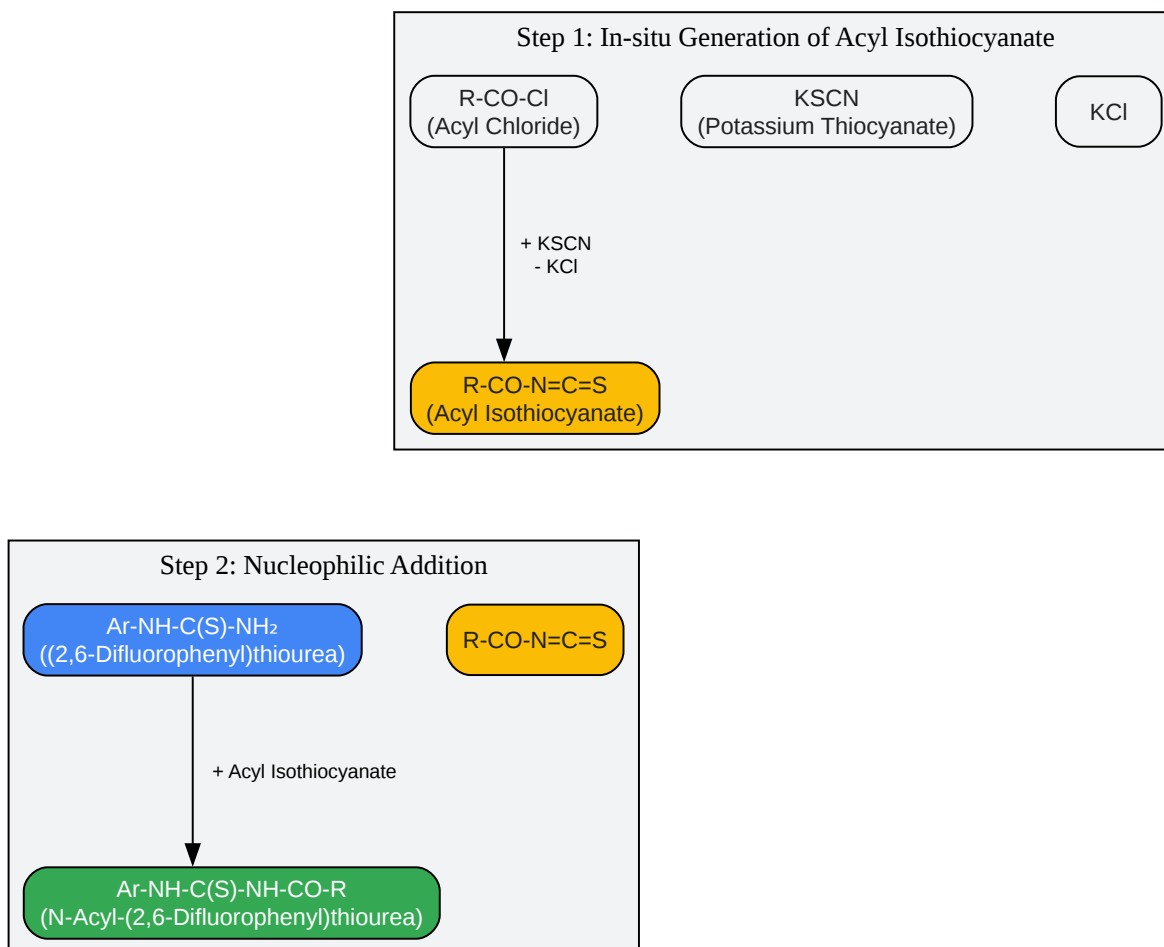 Step 1: In-situ Generation of Acyl Isothiocyanate
R-CO-Cl
(Acyl Chloride)
KSCN
(Potassium Thiocyanate)
KCl
+ KSCN
- KCl
R-CO-N=C=S
(Acyl Isothiocyanate)
Step 2: Nucleophilic Addition
Ar-NH-C(S)-NH₂
((2,6-Difluorophenyl)thiourea)
R-CO-N=C=S
+ Acyl Isothiocyanate
Ar-NH-C(S)-NH-CO-R
(N-Acyl-(2,6-Difluorophenyl)thiourea)